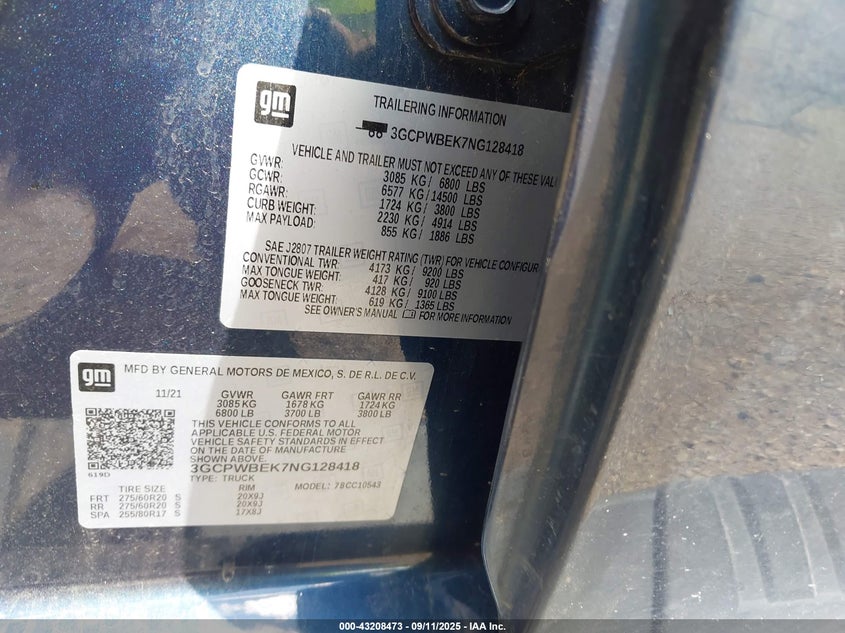 gm
TRAILERING INFORMATION
3GCPWBEK7NG128418
VEHICLE AND TRAILER MUST NOT EXCEED ANY OF THESE
GVWR: 3085 KG/ 6800 LBS
GCWR: 6577 KG/14500 LBS
RGAWR: 1724 KG/ 3800 LBS
CURB WEIGHT: 2230 KG/ 4914 LBS
MAX PAYLOAD: 855 KG/ 1886 LBS
SAE J2807 TRAILER WEIGHT RATING (TWR) FOR VEHICLE
CONVENTIONAL TWR: 4173 KG/ 9200 LBS
MAX TONGUE WEIGHT: 417 KG/ 920 LBS
GOOSENECK TWR: 4128 KG/ 9100 LBS
MAX TONGUE WEIGHT: 619 KG/ 1365 LBS
SEE OWNER'S MANUAL FOR MORE INFORMATION
gm
MFD BY GENERAL MOTORS DE MEXICO, S. DE R.L. DE C.V.
11/21 GVWR GAWR FRT GAWR RR
3085 KG 1678 KG 1724 KG
6800 LB 3700 LB 3800 LB
THIS VEHICLE CONFORMS TO ALL
APPLICABLE U.S. FEDERAL MOTOR
VEHICLE SAFETY STANDARDS IN EFFECT
ON THE DATE OF MANUFACTURE
SHOWN ABOVE.
619D
3GCPWBEK7NG128418
TYPE: TRUCK MODEL: 78CC10543
TIRE SIZE RIM
FRT 275/60R20 S 20X9J
RR 275/60R20 S 20X9J
SPA 255/80R17 S 17X8J
000-43208473 - 09/11/2025 - IAA Inc.